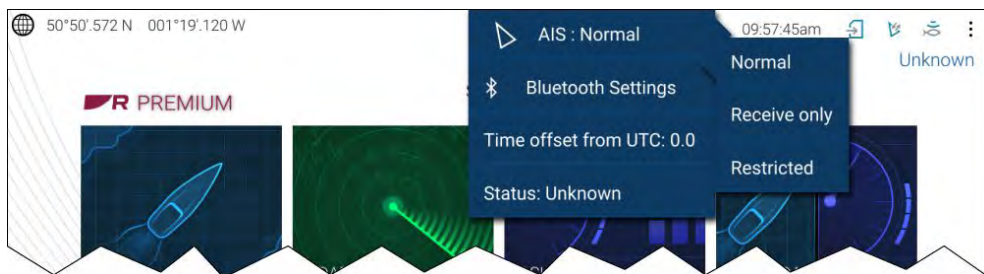 50°50'.572 N 001°19'.120 W
AIS : Normal
09:57:45am
Unknown
R PREMIUM
Bluetooth Settings
Time offset from UTC: 0.0
Status: Unknown
Normal
Receive only
Restricted